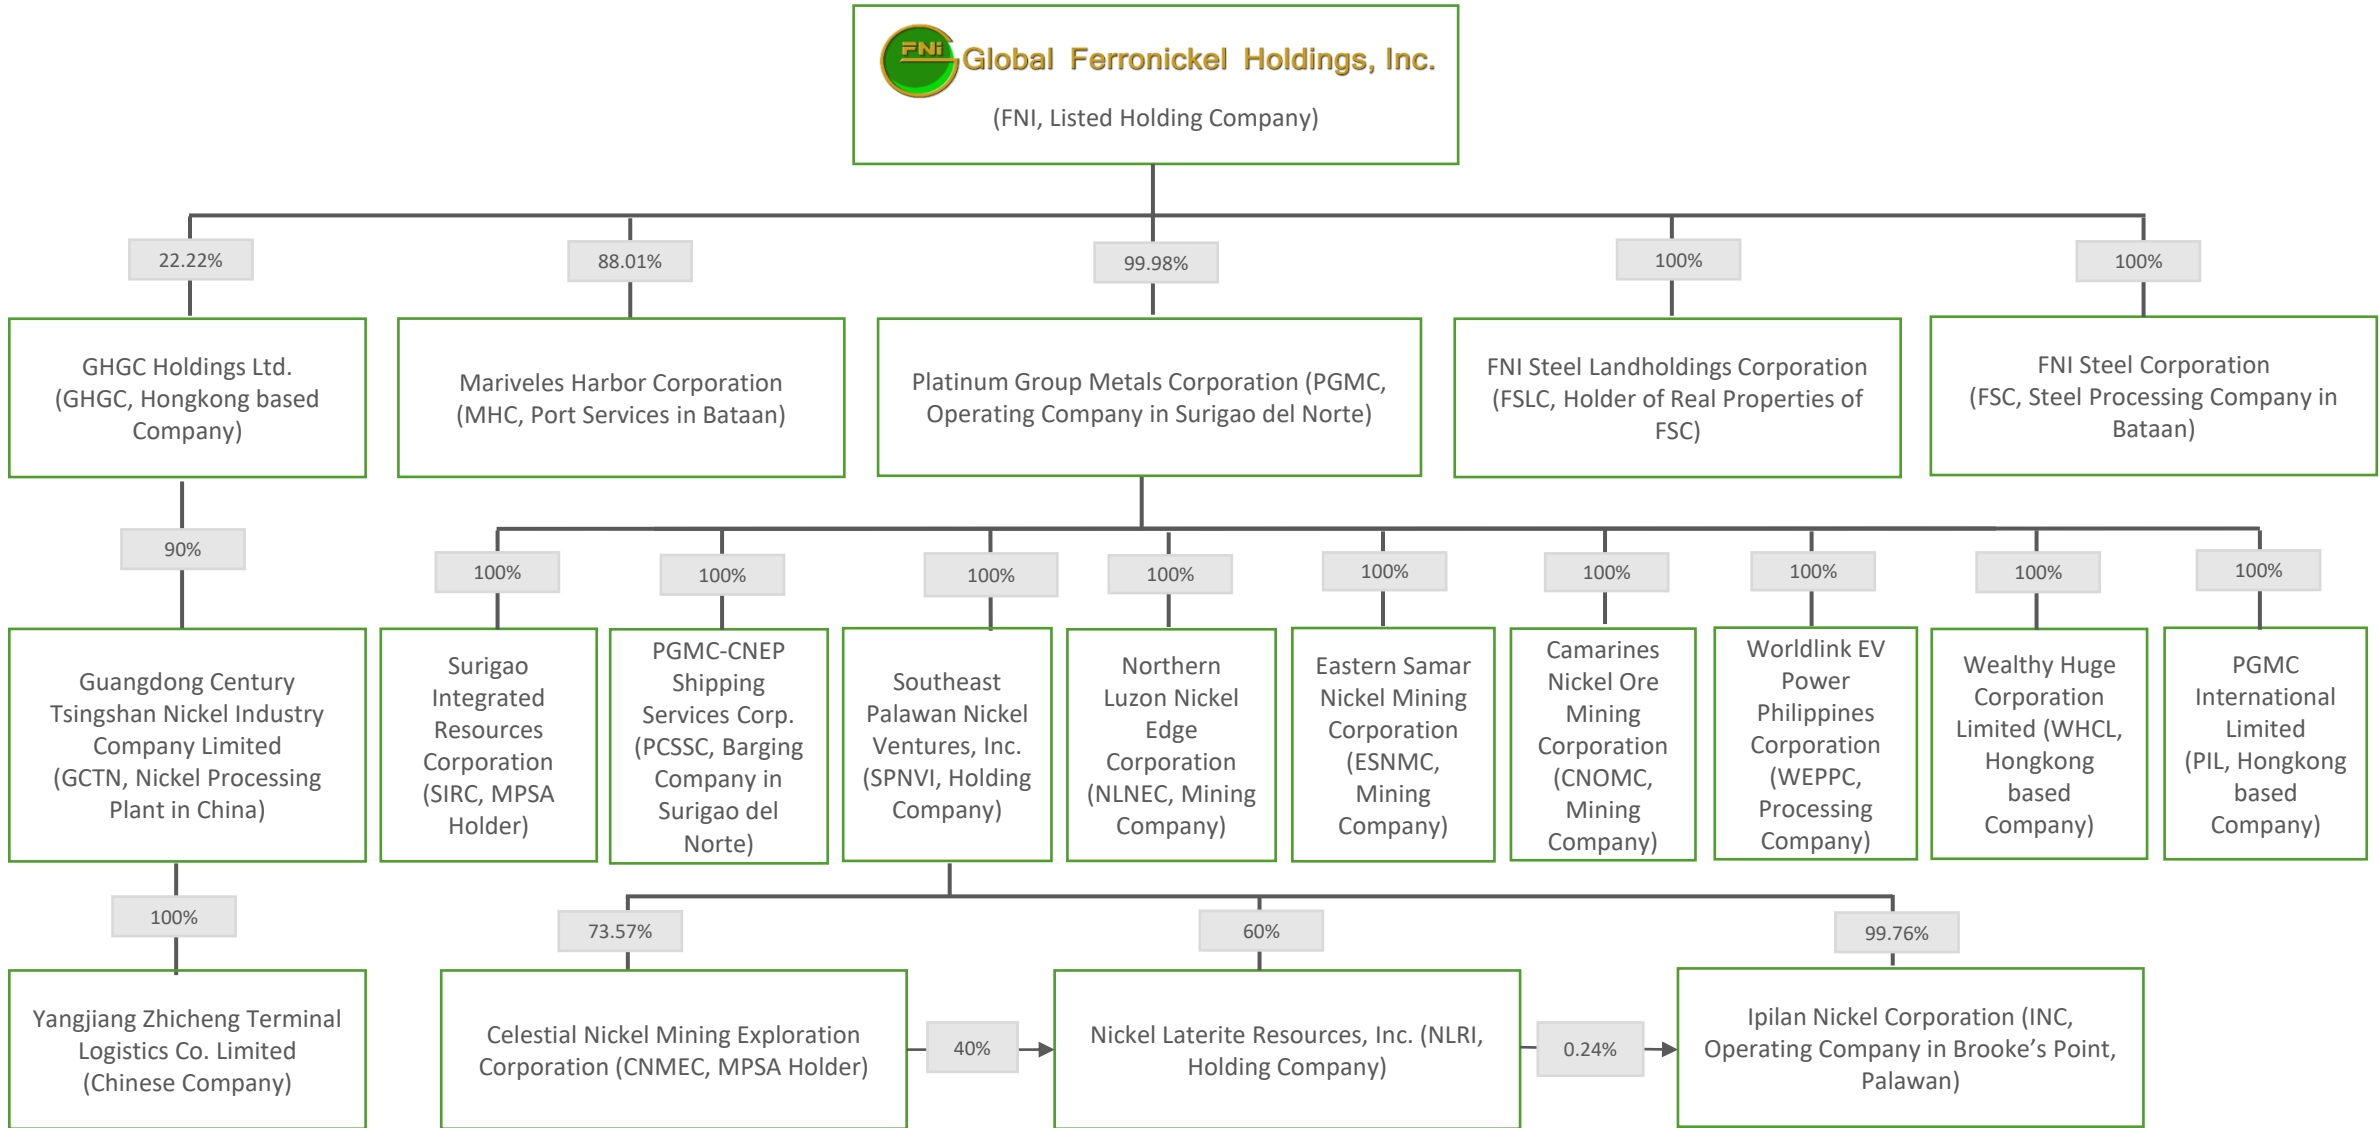 FNi
Global Ferronickel Holdings, Inc.
(FNI, Listed Holding Company)
22.22%
88.01%
99.98%
100%
100%
GHGC Holdings Ltd.
(GHGC, Hongkong based
Company)
Mariveles Harbor Corporation
(MHC, Port Services in Bataan)
Platinum Group Metals Corporation (PGMC,
Operating Company in Surigao del Norte)
FNI Steel Landholdings Corporation
(FSLC, Holder of Real Properties of
FSC)
FNI Steel Corporation
(FSC, Steel Processing Company in
Bataan)
90%
100%
100%
100%
100%
100%
100%
100%
100%
100%
Guangdong Century
Tsingshan Nickel Industry
Company Limited
(GCTN, Nickel Processing
Plant in China)
Surigao
Integrated
Resources
Corporation
(SIRC, MPSA
Holder)
PGMC-CNEP
Shipping
Services Corp.
(PCSSC, Barging
Company in
Surigao del
Norte)
Southeast
Palawan Nickel
Ventures, Inc.
(SPNVI, Holding
Company)
Northern
Luzon Nickel
Edge
Corporation
(NLNEC, Mining
Company)
Eastern Samar
Nickel Mining
Corporation
(ESNMC,
Mining
Company)
Camarines
Nickel Ore
Mining
Corporation
(CNOMC,
Mining
Company)
Worldlink EV
Power
Philippines
Corporation
(WEPPC,
Processing
Company)
Wealthy Huge
Corporation
Limited (WHCL,
Hongkong
based
Company)
PGMC
International
Limited
(PIL, Hongkong
based
Company)
100%
73.57%
60%
99.76%
Yangjiang Zhicheng Terminal
Logistics Co. Limited
(Chinese Company)
Celestial Nickel Mining Exploration
Corporation (CNMEC, MPSA Holder)
40%
Nickel Laterite Resources, Inc. (NLRI,
Holding Company)
0.24%
Ipilan Nickel Corporation (INC,
Operating Company in Brooke’s Point,
Palawan)